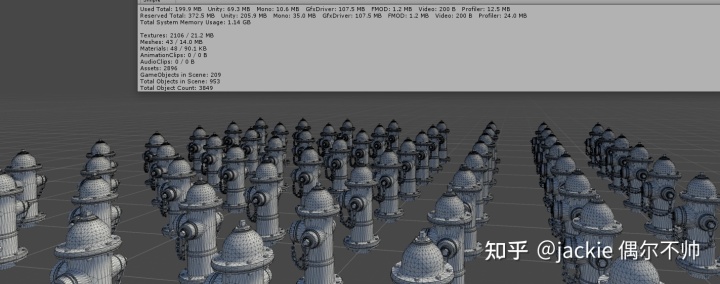 Used Total: 199.9 MB   Unity: 69.3 MB   Mono: 10.6 MB   GfxDriver: 107.5 MB   FMOD: 1.2 MB   Video: 200 B   Profiler: 12.5 MB
Reserved Total: 372.5 MB   Unity: 205.9 MB   Mono: 35.0 MB   GfxDriver: 107.5 MB   FMOD: 1.2 MB   Video: 200 B   Profiler: 24.0 MB
Total System Memory Usage: 1.14 GB
Textures: 2106 / 21.2 MB
Meshes: 43 / 14.0 MB
Materials: 48 / 90.1 KB
AnimationClips: 0 / 0 B
AudioClips: 0 / 0 B
Assets: 2896
GameObjects in Scene: 209
Total Objects in Scene: 953
Total Object Count: 3849
知乎 @jackie 偶尔不帅